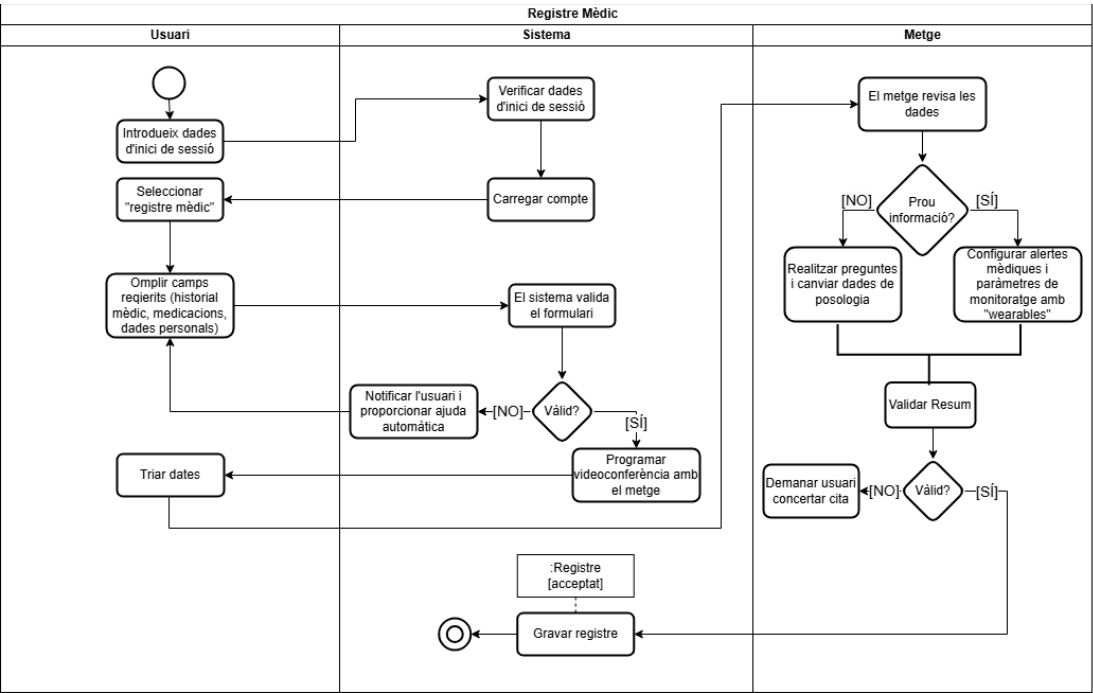 Registre Mèdic
Usuari
Sistema
Metge
Introdueix dades
d'inici de sessió
Verificar dades
d'inici de sessió
El metge revisa les
dades
Seleccionar
"registre mèdic"
Carregar compte
[NO]
Prou
informació?
[SÍ]
Omplir camps
reqierits (historial
mèdic, medicacions,
dades personals)
El sistema valida
el formulari
Realitzar preguntes
i canviar dades de
posologia
Configurar alertes
mèdiques i
paràmetres de
monitoratge amb
"wearables"
Notificar l'usuari i
proporcionar ajuda
automàtica
[NO]
Vàlid?
[SÍ]
Validar Resum
Triar dates
Programar
videoconferència amb
el metge
Demanar usuari
concertar cita
[NO]
Vàlid?
[SÍ]
:Registre
[acceptat]
Gravar registre